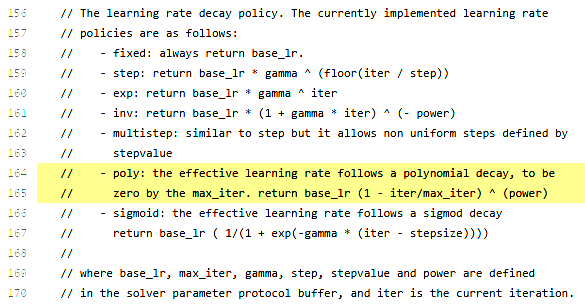 156 // The learning rate decay policy. The currently implemented learning rate
157 // policies are as follows:
158 // - fixed: always return base_lr.
159 // - step: return base_lr * gamma ^ (floor(iter / step))
160 // - exp: return base_lr * gamma ^ iter
161 // - inv: return base_lr * (1 + gamma * iter) ^ (- power)
162 // - multistep: similar to step but it allows non uniform steps defined by
163 // stepvalue
164 // - poly: the effective learning rate follows a polynomial decay, to be
165 // zero by the max_iter. return base_lr (1 - iter/max_iter) ^ (power)
166 // - sigmoid: the effective learning rate follows a sigmod decay
167 // return base_lr ( 1/(1 + exp(-gamma * (iter - stepsize))))
168 //
169 // where base_lr, max_iter, gamma, step, stepvalue and power are defined
170 // in the solver parameter protocol buffer, and iter is the current iteration.